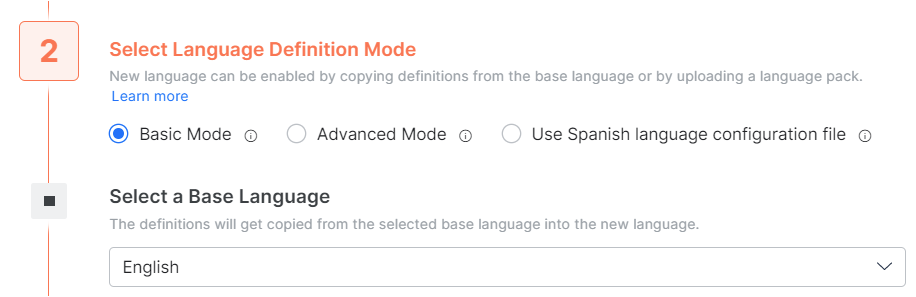 2
Select Language Definition Mode
New language can be enabled by copying definitions from the base language or by uploading a language pack.
Learn more
Basic Mode Advanced Mode Use Spanish language configuration file
Select a Base Language
The definitions will get copied from the selected base language into the new language.
English